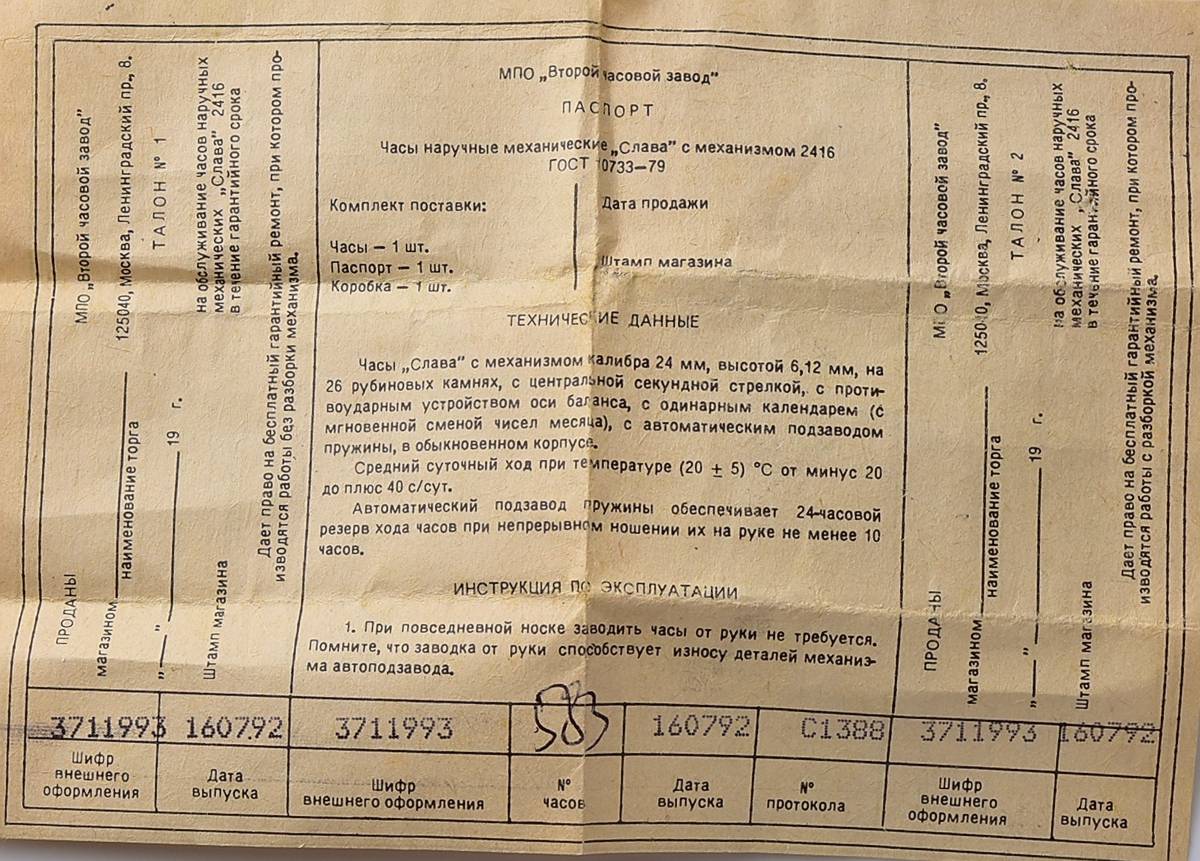 МПО „Второй часовой завод"
125040, Москва, Ленинградский пр., 8.
ТАЛОН № 1
на обслуживание часов наручных
механических „Слава" 2416
в течение гарантийного срока
Дает право на бесплатный гарантийный ремонт, при котором про-
изводятся работы без разборки механизма.
ПРОДАНЫ
магазином
наименование торга
„ " 19 г.
Штамп магазина
3711993 160792
Шифр
внешнего
оформления
Дата
выпуска
МПО „Второй часовой завод"
ПАСПОРТ
Часы наручные механические „Слава" с механизмом 2416
ГОСТ 10733—79
Комплект поставки:
Часы — 1 шт.
Паспорт — 1 шт.
Коробка — 1 шт.
Дата продажи
Штамп магазина
ТЕХНИЧЕСКИЕ ДАННЫЕ
Часы „Слава" с механизмом калибра 24 мм, высотой 6,12 мм, на
26 рубиновых камнях, с центральной секундной стрелкой, с проти-
воударным устройством оси баланса, с одинарным календарем (с
мгновенной сменой чисел месяца), с автоматическим подзаводом
пружины, в обыкновенном корпусе.
Средний суточный ход при температуре (20 ± 5) °С от минус 20
до плюс 40 с/сут.
Автоматический подзавод пружины обеспечивает 24-часовой
резерв хода часов при непрерывном ношении их на руке не менее 10
часов.
ИНСТРУКЦИЯ ПО ЭКСПЛУАТАЦИИ
1. При повседневной носке заводить часы от руки не требуется.
Помните, что заводка от руки способствует износу деталей механиз-
ма автоподзавода.
3711993 583 160792 С1388
Шифр
внешнего оформления
№
часов
Дата
выпуска
№
протокола
МПО „Второй часовой завод"
125040, Москва, Ленинградский пр., 8.
ТАЛОН № 2
на обслуживание часов наручных
механических „Слава" 2416
в течение гарантийного срока
Дает право на бесплатный гарантийный ремонт, при котором про-
изводятся работы с разборкой механизма.
ПРОДАНЫ
магазином
наименование торга
„ " 19 г.
Штамп магазина
3711993 160792
Шифр
внешнего
оформления
Дата
выпуска